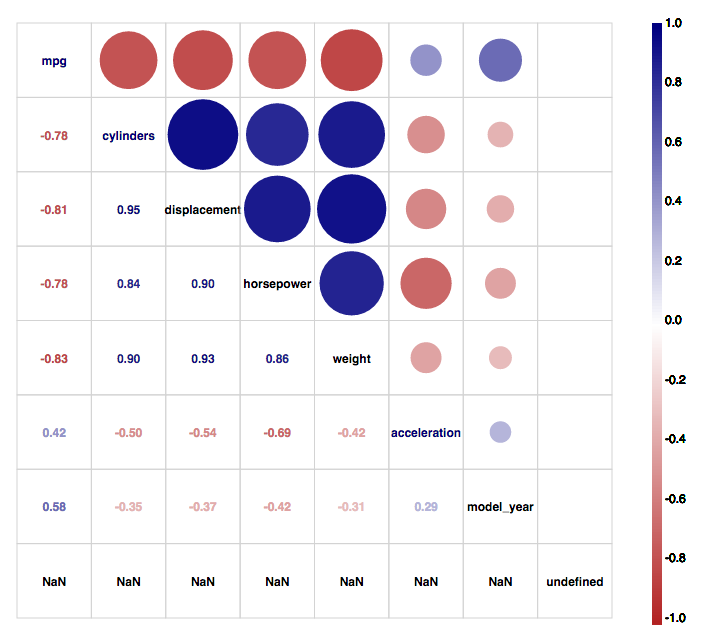 mpg
-0.78 cylinders
-0.81 0.95 displacement
-0.78 0.84 0.90 horsepower
-0.83 0.90 0.93 0.86 weight
0.42 -0.50 -0.54 -0.69 -0.42 acceleration
0.58 -0.35 -0.37 -0.42 -0.31 0.29 model_year
NaN NaN NaN NaN NaN NaN NaN undefined
1.0
0.8
0.6
0.4
0.2
0.0
-0.2
-0.4
-0.6
-0.8
-1.0